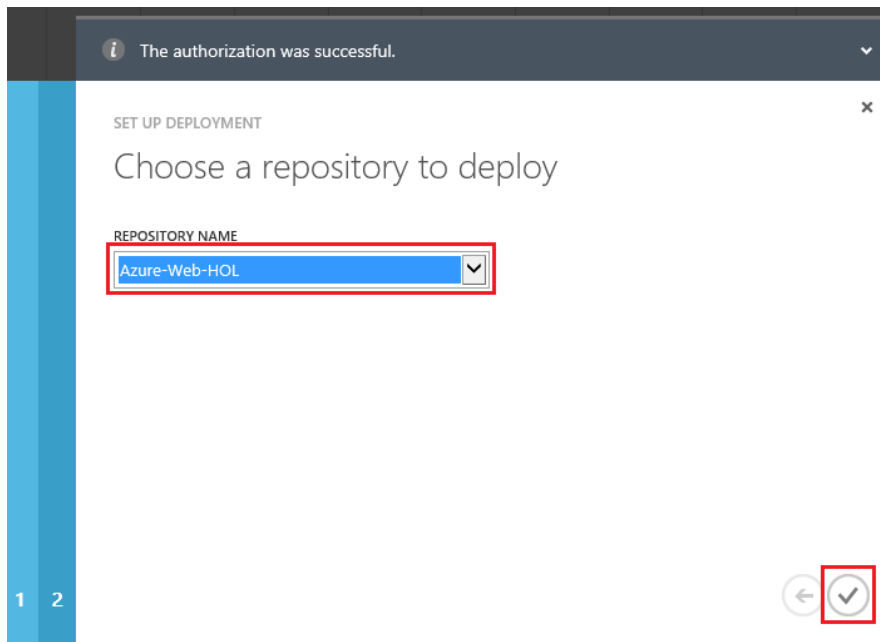 The authorization was successful.
SET UP DEPLOYMENT
Choose a repository to deploy
REPOSITORY NAME
Azure-Web-HOL
1 2